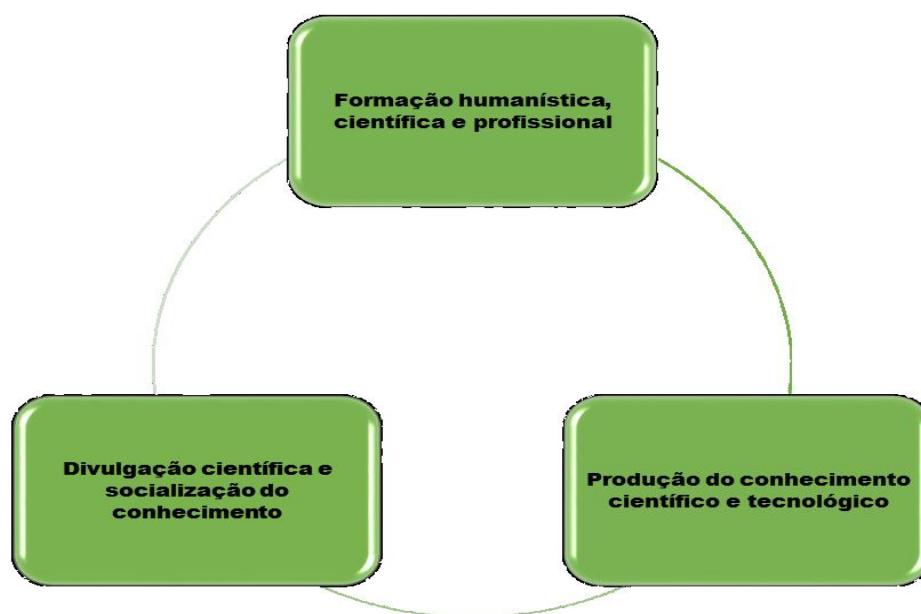 Formação humanística,
científica e profissional
Divulgação científica e
socialização do
conhecimento
Produção do conhecimento
científico e tecnológico